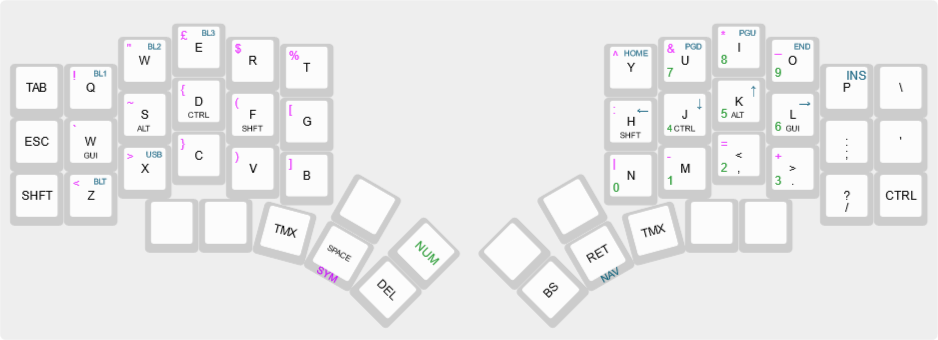 TAB
! BL1
Q
" BL2
W
£ BL3
E
$
R
%
T
^ HOME
Y
& PGD
U
7
* PGU
I
8
_ END
O
9
INS
P
\
ESC
`
W
GUI
~
S
ALT
{
D
CTRL
(
F
SHFT
[
G
: ←
H
SHFT
↓
J
4 CTRL
↑
K
5 ALT
→
L
6 GUI
:
;
'
SHFT
< BLT
Z
> USB
X
}
C
)
V
]
B
|
N
0
-
M
1
=
<
2 ,
+
>
3 .
?
/
CTRL
TMX
SPACE
SYM
NUM
DEL
BS
RET
NAV
TMX